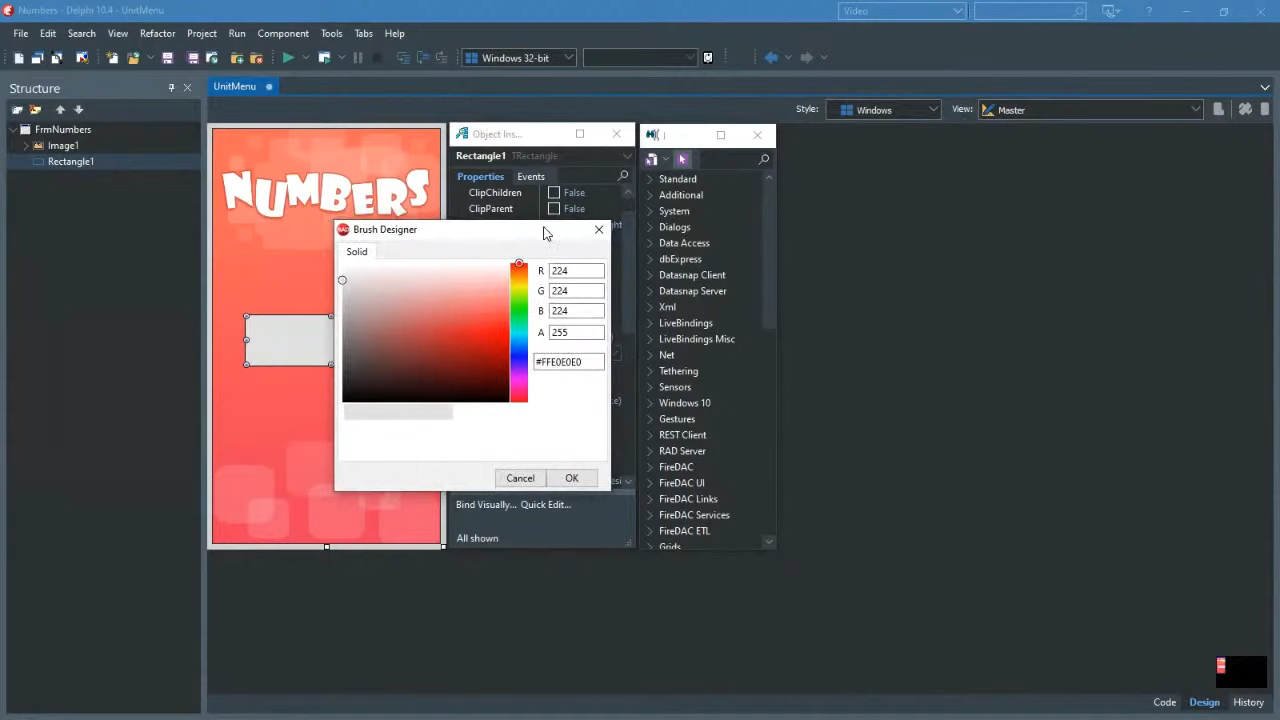 Numbers - Delphi 10.4 - UnitMenu
Video
File Edit Search View Refactor Project Run Component Tools Tabs Help
Windows 32-bit
Structure
FrmNumbers
Image1
Rectangle1
UnitMenu
Style: Windows View: Master
NUMBERS
Object Ins...
Rectangle1 TRectangle
Properties Events
ClipChildren False
ClipParent False
Brush Designer
Solid
R 224
G 224
B 224
A 255
#FFE0E0E0
Cancel OK
Bind Visually... Quick Edit...
All shown
Standard
Additional
System
Dialogs
Data Access
dbExpress
Datasnap Client
Datasnap Server
Xml
LiveBindings
LiveBindings Misc
Net
Tethering
Sensors
Windows 10
Gestures
REST Client
RAD Server
FireDAC
FireDAC UI
FireDAC Links
FireDAC Services
FireDAC ETL
Grids
Code Design History